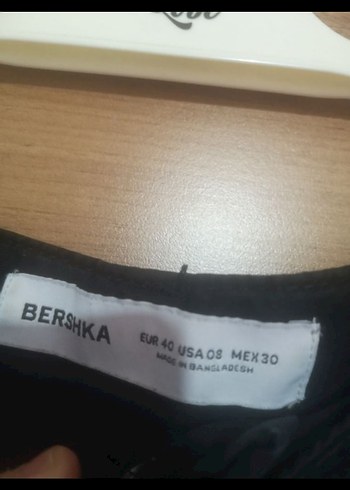 BERSHKA
EUR 40 USA 08 MEX 30
MADE IN BANGLADESH